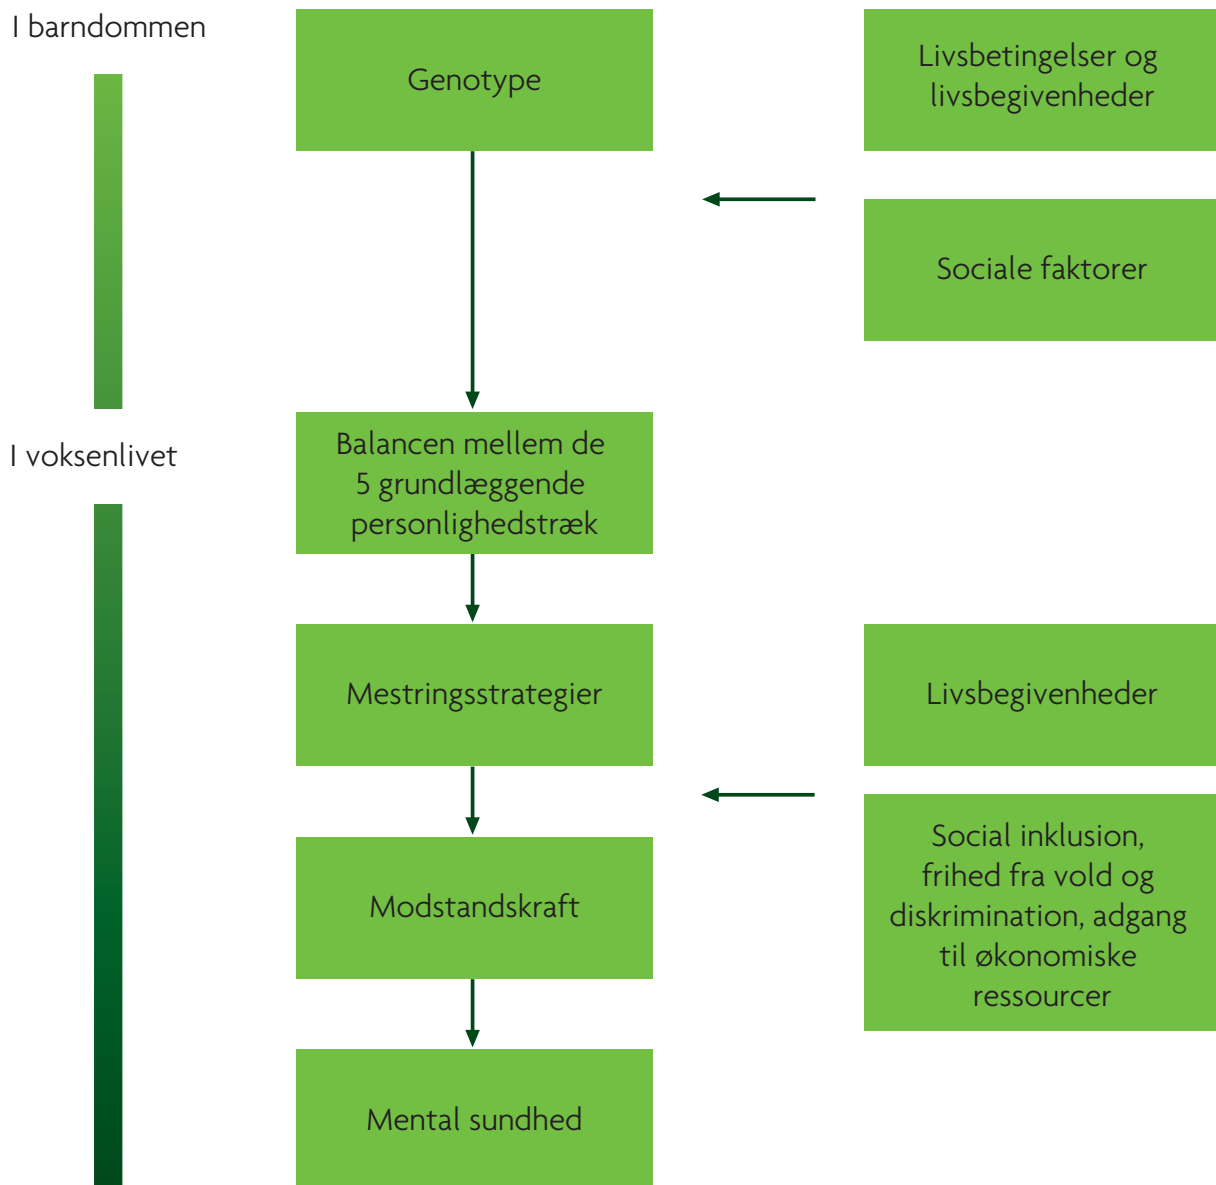 I barndommen
Genotype
Livsbetingelser og
livsbegivenheder
Sociale faktorer
I voksenlivet
Balancen mellem de
5 grundlæggende
personlighedstræk
Mestringsstrategier
Livsbegivenheder
Modstandskraft
Social inklusion,
frihed fra vold og
diskrimination, adgang
til økonomiske
ressourcer
Mental sundhed